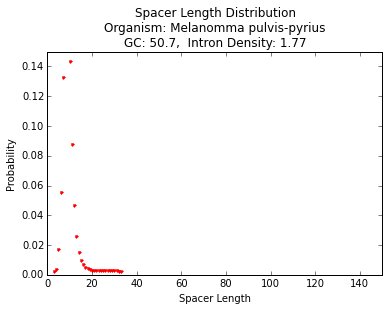 Spacer Length Distribution
Organism: Melanomma pulvis-pyrius
GC: 50.7,  Intron Density: 1.77
0.14
0.12
0.10
0.08
0.06
0.04
0.02
0.00
Probability
0 20 40 60 80 100 120 140
Spacer Length